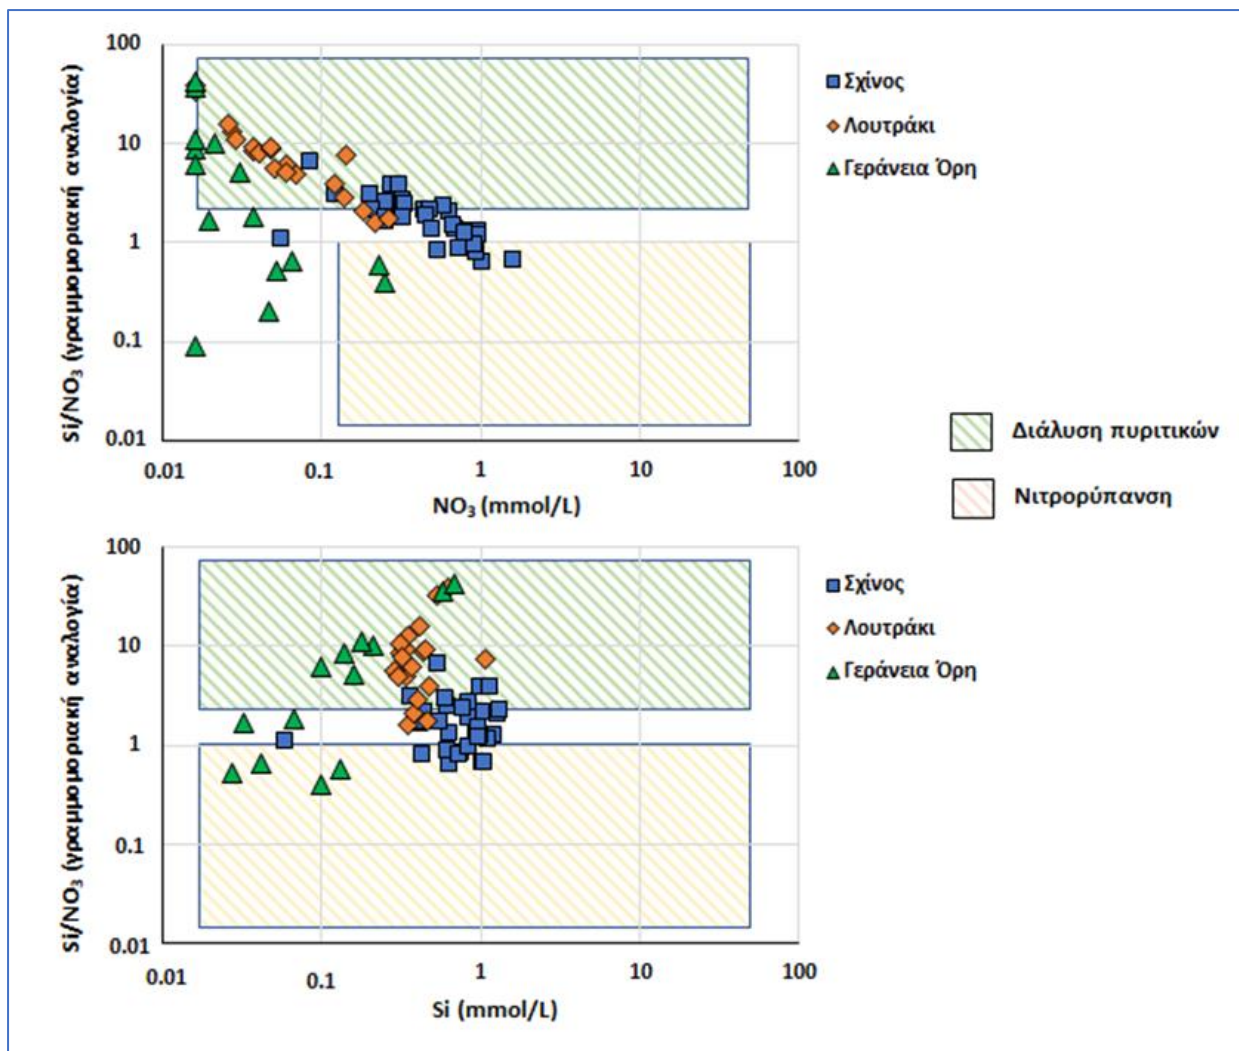 100
10
1
0.1
0.01
Si/NO₃ (γραμμομοριακή αναλογία)
0.01
0.1
1
10
100
NO₃ (mmol/L)
Σχίνος
Λουτράκι
Γεράνεια Όρη
Διάλυση πυριτικών
Νιτρορύπανση
100
10
1
0.1
0.01
Si/NO₃ (γραμμομοριακή αναλογία)
0.01
0.1
1
10
100
Si (mmol/L)
Σχίνος
Λουτράκι
Γεράνεια Όρη